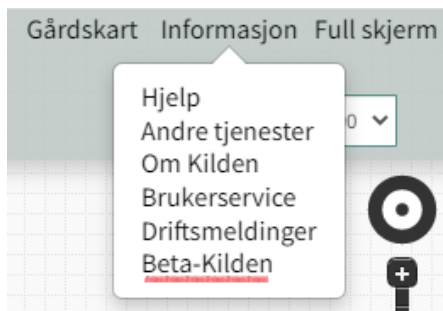 Gårdskart Informasjon Full skjerm
Hjelp
Andre tjenester
Om Kilden
Brukerservice
Driftsmeldinger
Beta-Kilden